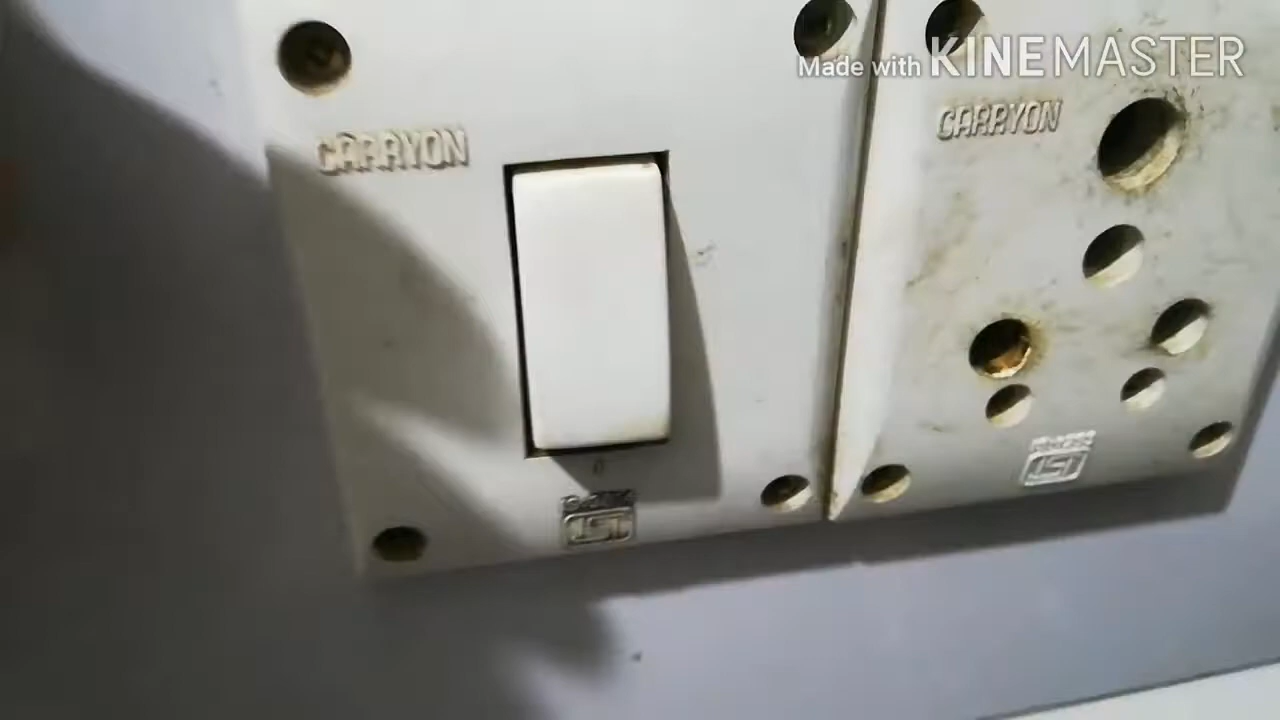 Made with KINEMASTER
CARRYON
CARRYON
ISI
ISI